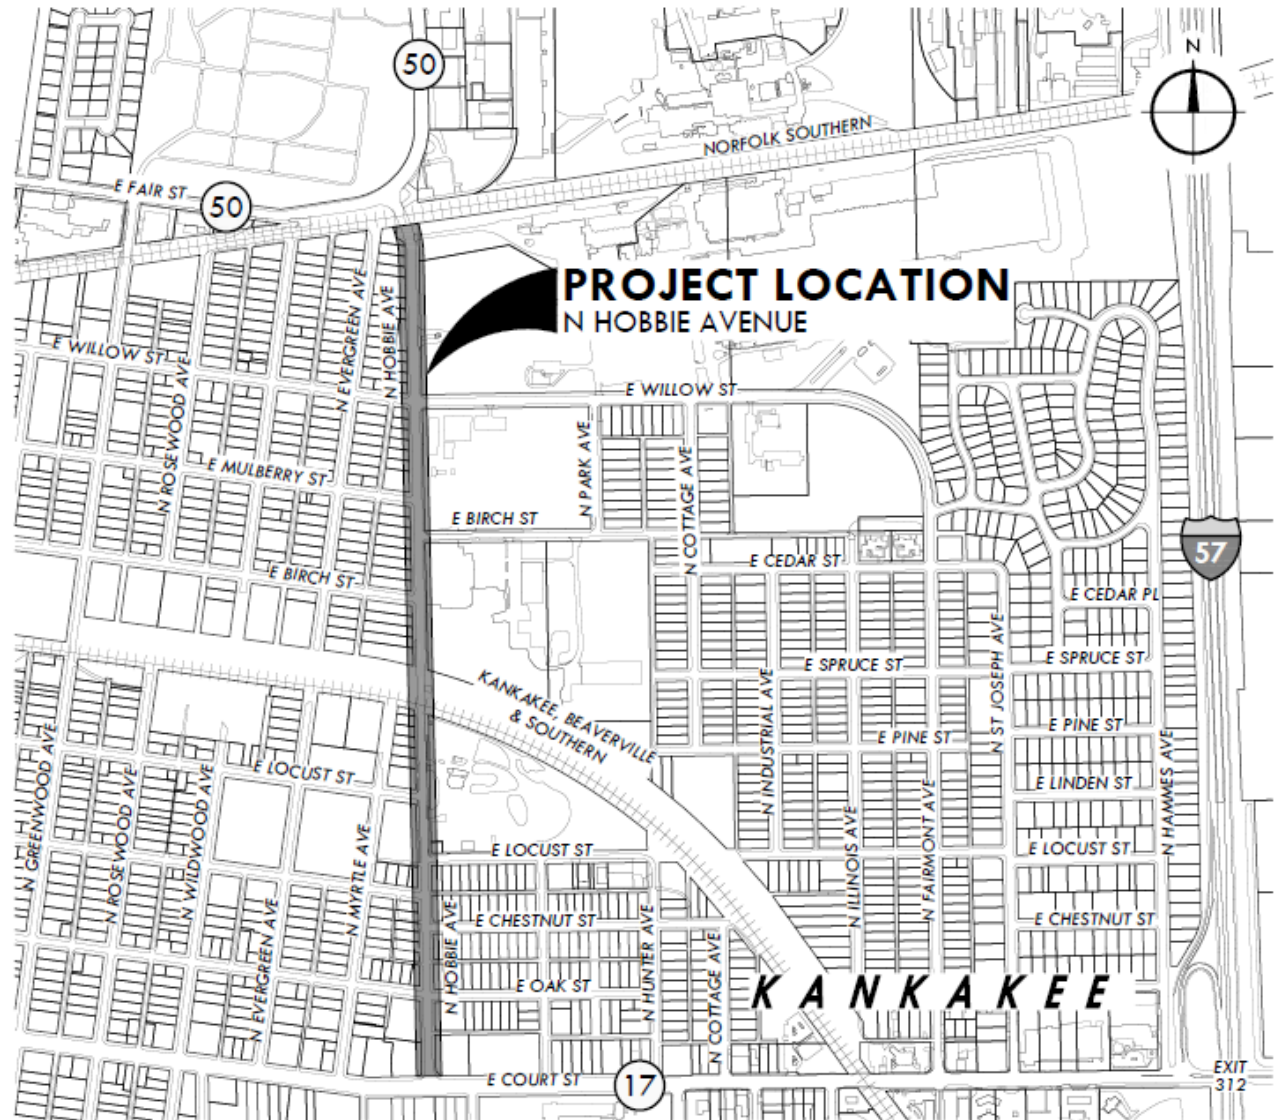 50
N
NORFOLK SOUTHERN
E FAIR ST
50
PROJECT LOCATION
N HOBBIE AVENUE
N EVERGREEN AVE
N HOBBIE AVE
E WILLOW ST
N ROSEWOOD AVE
E WILLOW ST
N PARK AVE
N COTTAGE AVE
E MULBERRY ST
E BIRCH ST
57
E CEDAR ST
E BIRCH ST
E CEDAR PL
N ST JOSEPH AVE
E SPRUCE ST
E SPRUCE ST
KANKAKEE, BEAVERVILLE
& SOUTHERN
N INDUSTRIAL AVE
E PINE ST
E PINE ST
N GREENWOOD AVE
E LOCUST ST
N ROSEWOOD AVE
N WILDWOOD AVE
E LINDEN ST
N HAMMES AVE
N MYRTLE AVE
N ILLINOIS AVE
N FAIRMONT AVE
E LOCUST ST
E LOCUST ST
N EVERGREEN AVE
N HOBBIE AVE
E CHESTNUT ST
N HUNTER AVE
E CHESTNUT ST
N COTTAGE AVE
E OAK ST
KANKAKEE
E COURT ST
17
EXIT
312